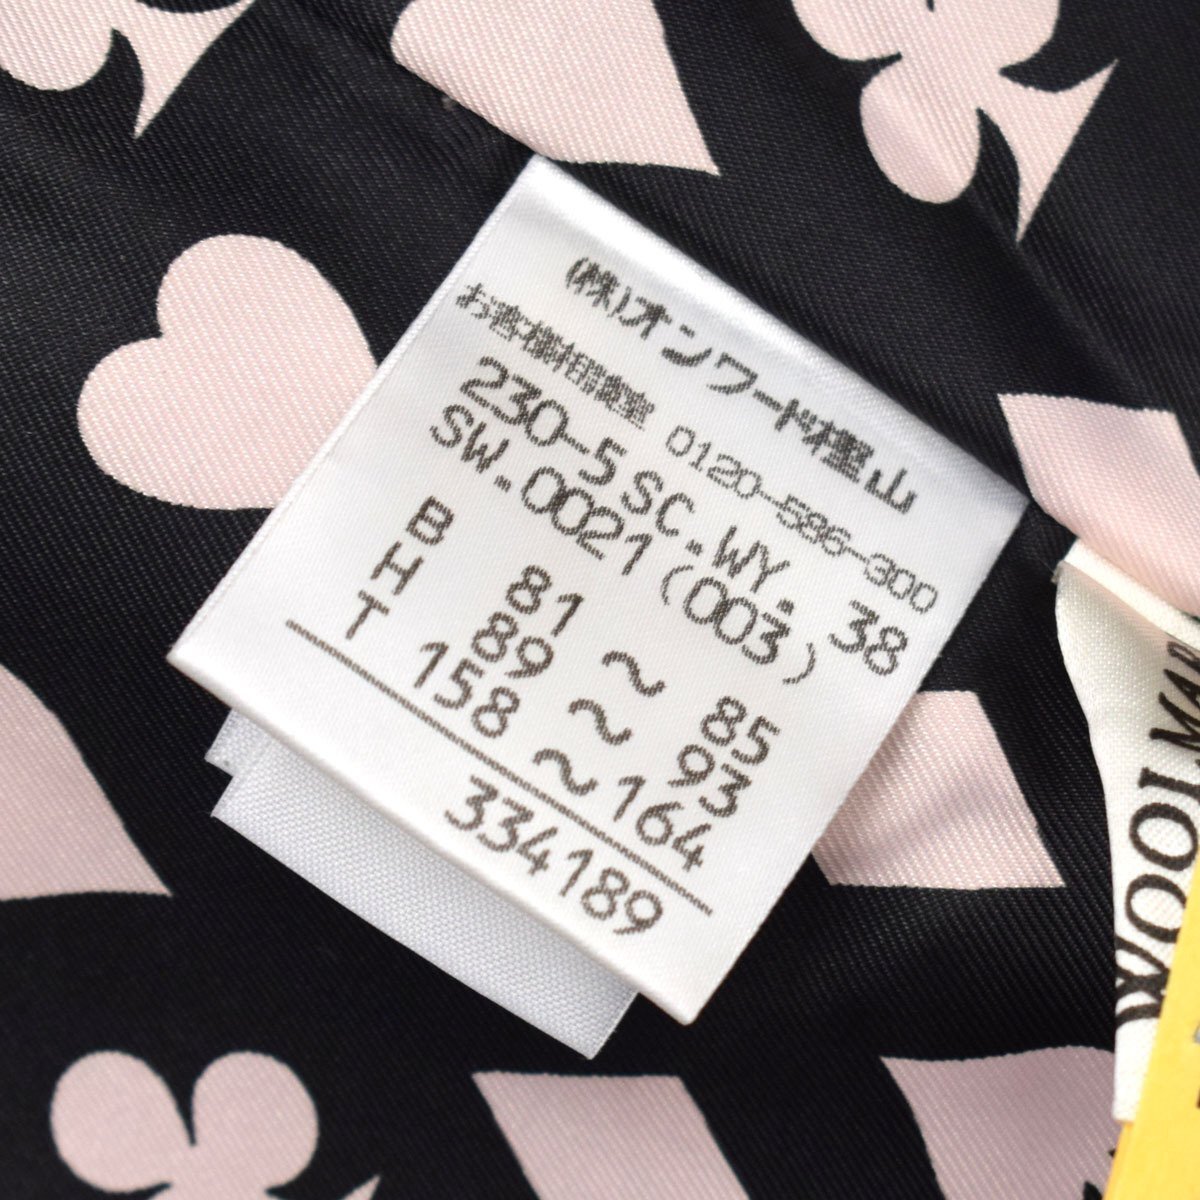 (株)オンワード樫山
お客様相談室 0120-586-300
230-5 SC.WY. 38
SW.0021 (003)
B 81 ~ 85
H 89 ~ 93
T 158 ~ 164
334189
WOOLMAR